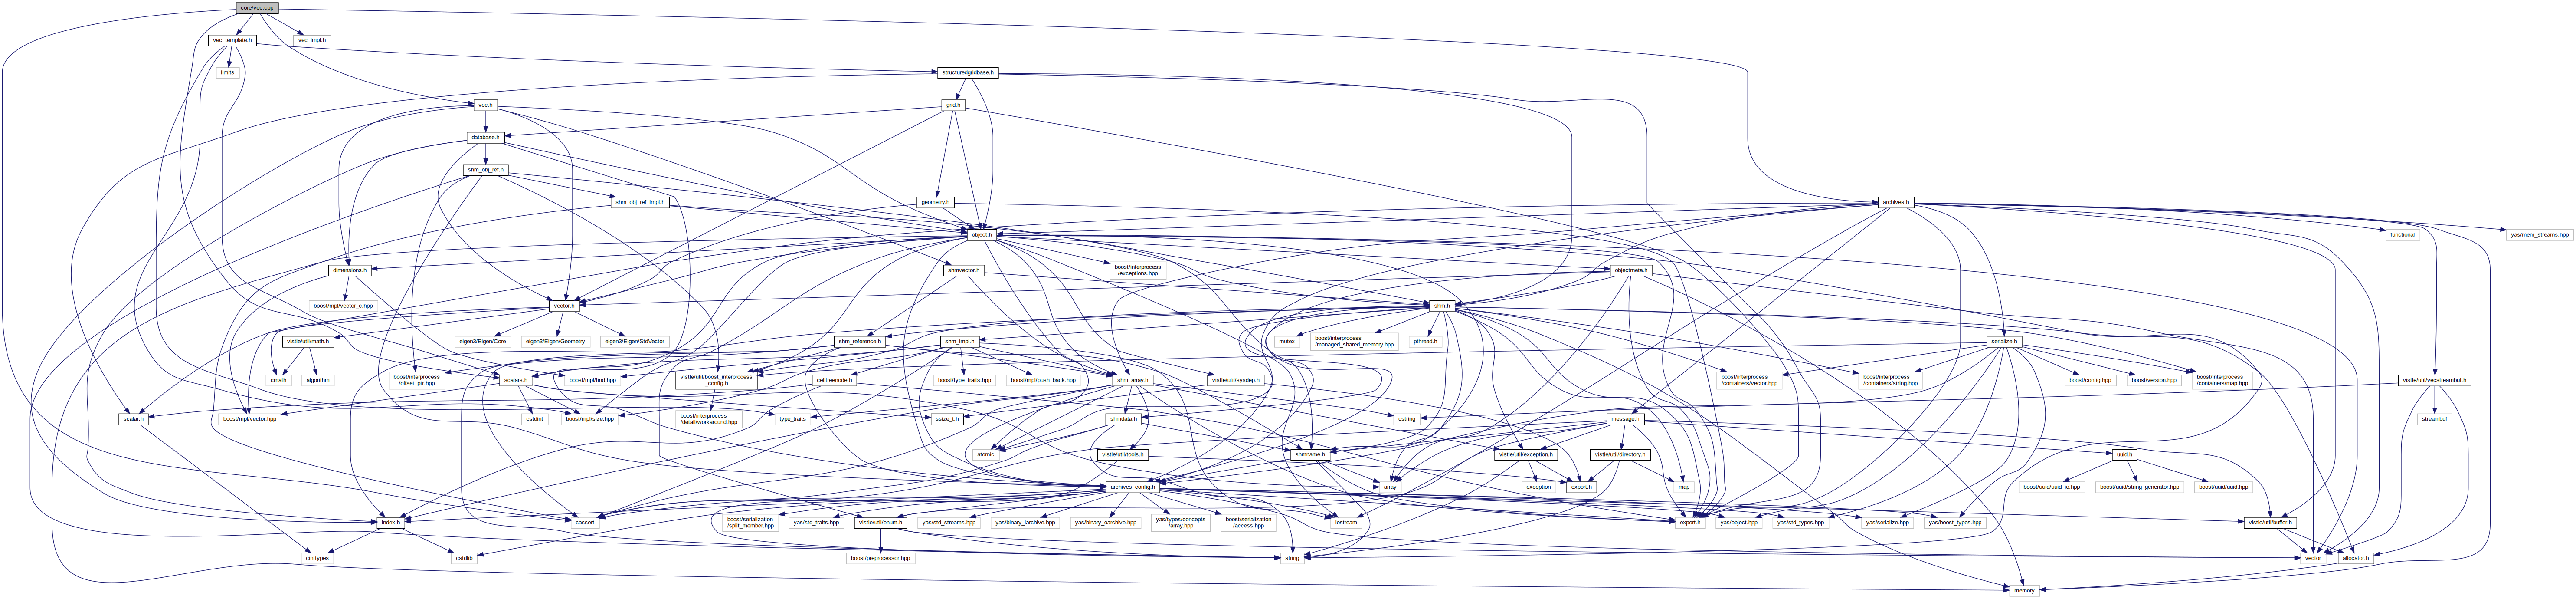 core/vec.cpp
vec_template.h
vec_impl.h
limits
structuredgridbase.h
vec.h
grid.h
database.h
shm_obj_ref.h
shm_obj_ref_impl.h
geometry.h
archives.h
object.h
functional
yas/mem_streams.hpp
dimensions.h
shmvector.h
boost/interprocess
/exceptions.hpp
objectmeta.h
boost/mpl/vector_c.hpp
vector.h
shm.h
vistle/util/math.h
eigen3/Eigen/Core
eigen3/Eigen/Geometry
eigen3/Eigen/StdVector
shm_reference.h
shm_impl.h
mutex
boost/interprocess
/managed_shared_memory.hpp
pthread.h
serialize.h
cmath
algorithm
boost/interprocess
/offset_ptr.hpp
scalars.h
boost/mpl/find.hpp
vistle/util/boost_interprocess
_config.h
celltreenode.h
boost/type_traits.hpp
boost/mpl/push_back.hpp
shm_array.h
vistle/util/sysdep.h
boost/interprocess
/containers/vector.hpp
boost/interprocess
/containers/string.hpp
boost/config.hpp
boost/version.hpp
boost/interprocess
/containers/map.hpp
vistle/util/vecstreambuf.h
scalar.h
boost/mpl/vector.hpp
cstdint
boost/mpl/size.hpp
boost/interprocess
/detail/workaround.hpp
type_traits
ssize_t.h
shmdata.h
cstring
message.h
streambuf
atomic
vistle/util/tools.h
shmname.h
vistle/util/exception.h
vistle/util/directory.h
uuid.h
archives_config.h
array
exception
export.h
map
boost/uuid/uuid_io.hpp
boost/uuid/string_generator.hpp
boost/uuid/uuid.hpp
index.h
cassert
boost/serialization
/split_member.hpp
yas/std_traits.hpp
vistle/util/enum.h
yas/std_streams.hpp
yas/binary_iarchive.hpp
yas/binary_oarchive.hpp
yas/types/concepts
/array.hpp
boost/serialization
/access.hpp
iostream
export.h
yas/object.hpp
yas/std_types.hpp
yas/serialize.hpp
yas/boost_types.hpp
vistle/util/buffer.h
cinttypes
cstdlib
boost/preprocessor.hpp
string
vector
allocator.h
memory